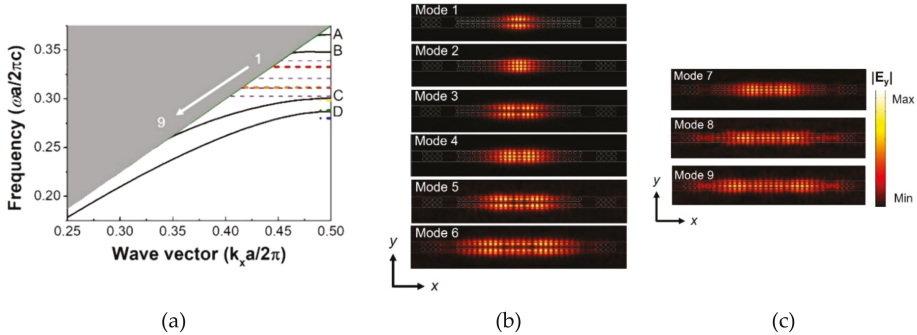 Frequency (ωa/2πc)
0.35
0.30
0.25
0.20
0.25
0.30
0.35
0.40
0.45
0.50
Wave vector (kₓa/2π)
1
9
A
B
C
D
(a)
Mode 1
Mode 2
Mode 3
Mode 4
Mode 5
Mode 6
y
x
(b)
Mode 7
Mode 8
Mode 9
y
x
|Eᵧ|
Max
Min
(c)